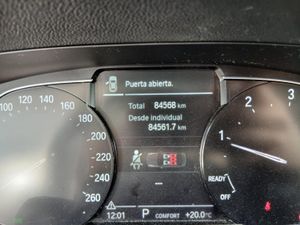 Puerta abierta.
Total 84568 km
Desde individual
84561.7 km
100 120 140 160 180 200 220 240 260
1 2 3
READY
OFF
---
12:01 P COMFORT +20.0°C